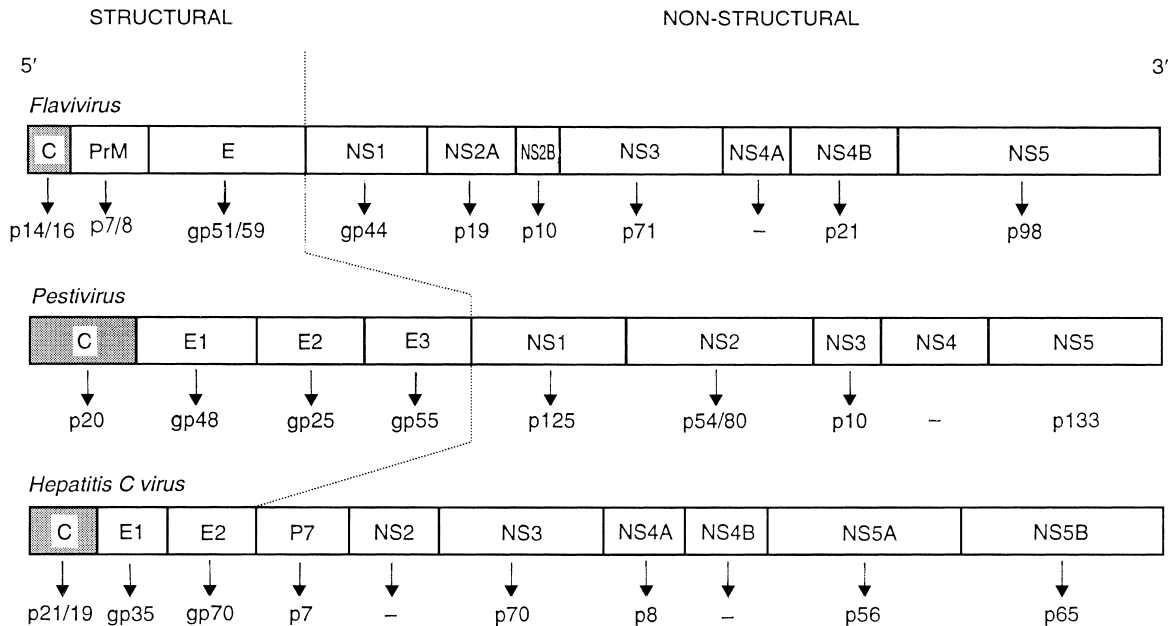 STRUCTURAL NON-STRUCTURAL
5′ 3′
Flavivirus
C PrM E NS1 NS2A NS2B NS3 NS4A NS4B NS5
p14/16 p7/8 gp51/59 gp44 p19 p10 p71 – p21 p98
Pestivirus
C E1 E2 E3 NS1 NS2 NS3 NS4 NS5
p20 gp48 gp25 gp55 p125 p54/80 p10 – p133
Hepatitis C virus
C E1 E2 P7 NS2 NS3 NS4A NS4B NS5A NS5B
p21/19 gp35 gp70 p7 – p70 p8 – p56 p65